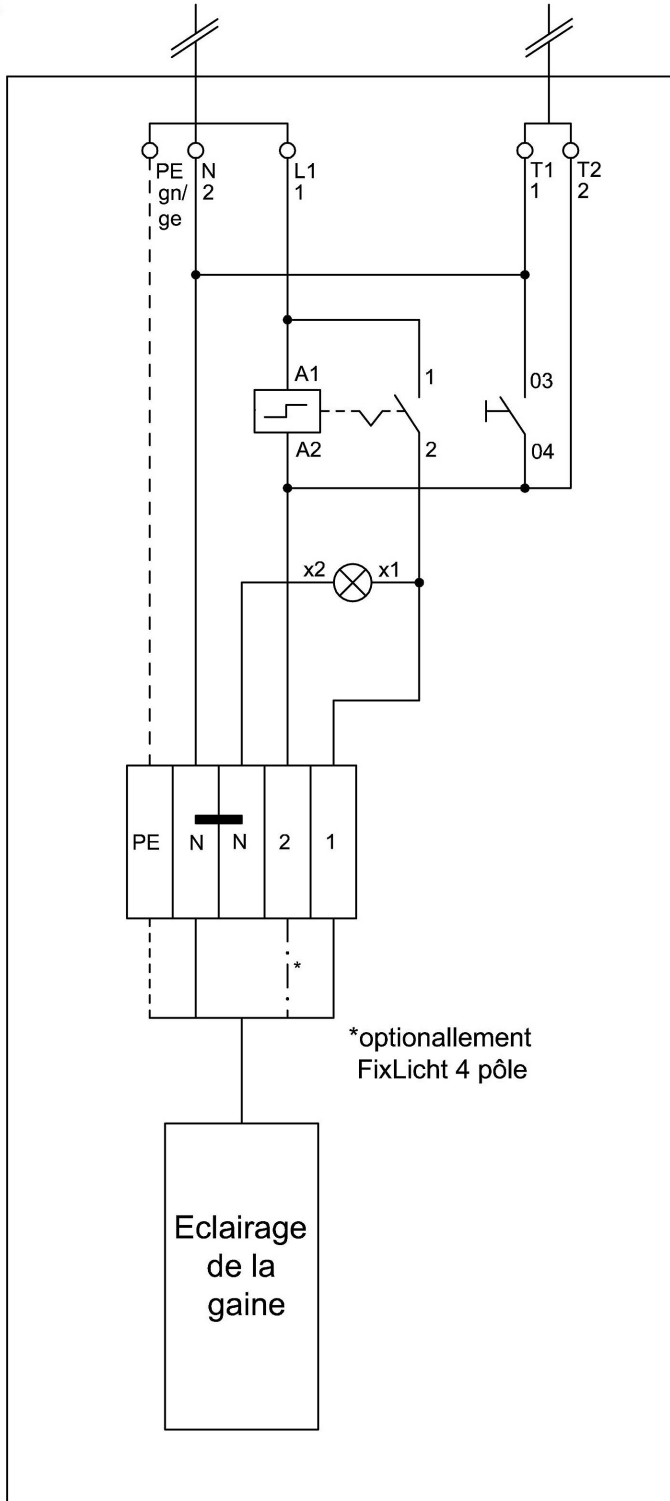 PE N L1 T1 T2
gn/ 2 1 1 2
ge
A1 1 03
A2 2 04
x2 x1
PE N N 2 1
*
*optionallement
FixLicht 4 pôle
Eclairage
de la
gaine